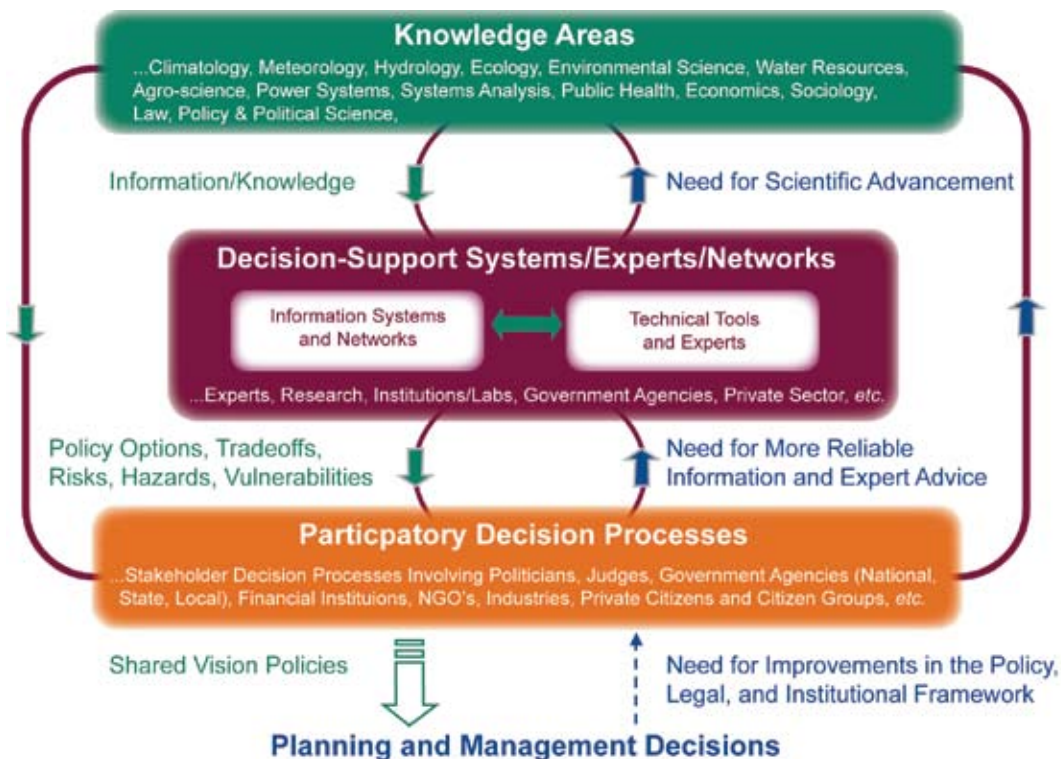 Knowledge Areas
...Climatology, Meteorology, Hydrology, Ecology, Environmental Science, Water Resources,
Agro-science, Power Systems, Systems Analysis, Public Health, Economics, Sociology,
Law, Policy & Political Science,
Information/Knowledge
Need for Scientific Advancement
Decision-Support Systems/Experts/Networks
Information Systems
and Networks
Technical Tools
and Experts
...Experts, Research, Institutions/Labs, Government Agencies, Private Sector, etc.
Policy Options, Tradeoffs,
Risks, Hazards, Vulnerabilities
Need for More Reliable
Information and Expert Advice
Particpatory Decision Processes
...Stakeholder Decision Processes Involving Politicians, Judges, Government Agencies (National,
State, Local), Financial Instituions, NGO's, Industries, Private Citizens and Citizen Groups, etc.
Shared Vision Policies
Need for Improvements in the Policy,
Legal, and Institutional Framework
Planning and Management Decisions